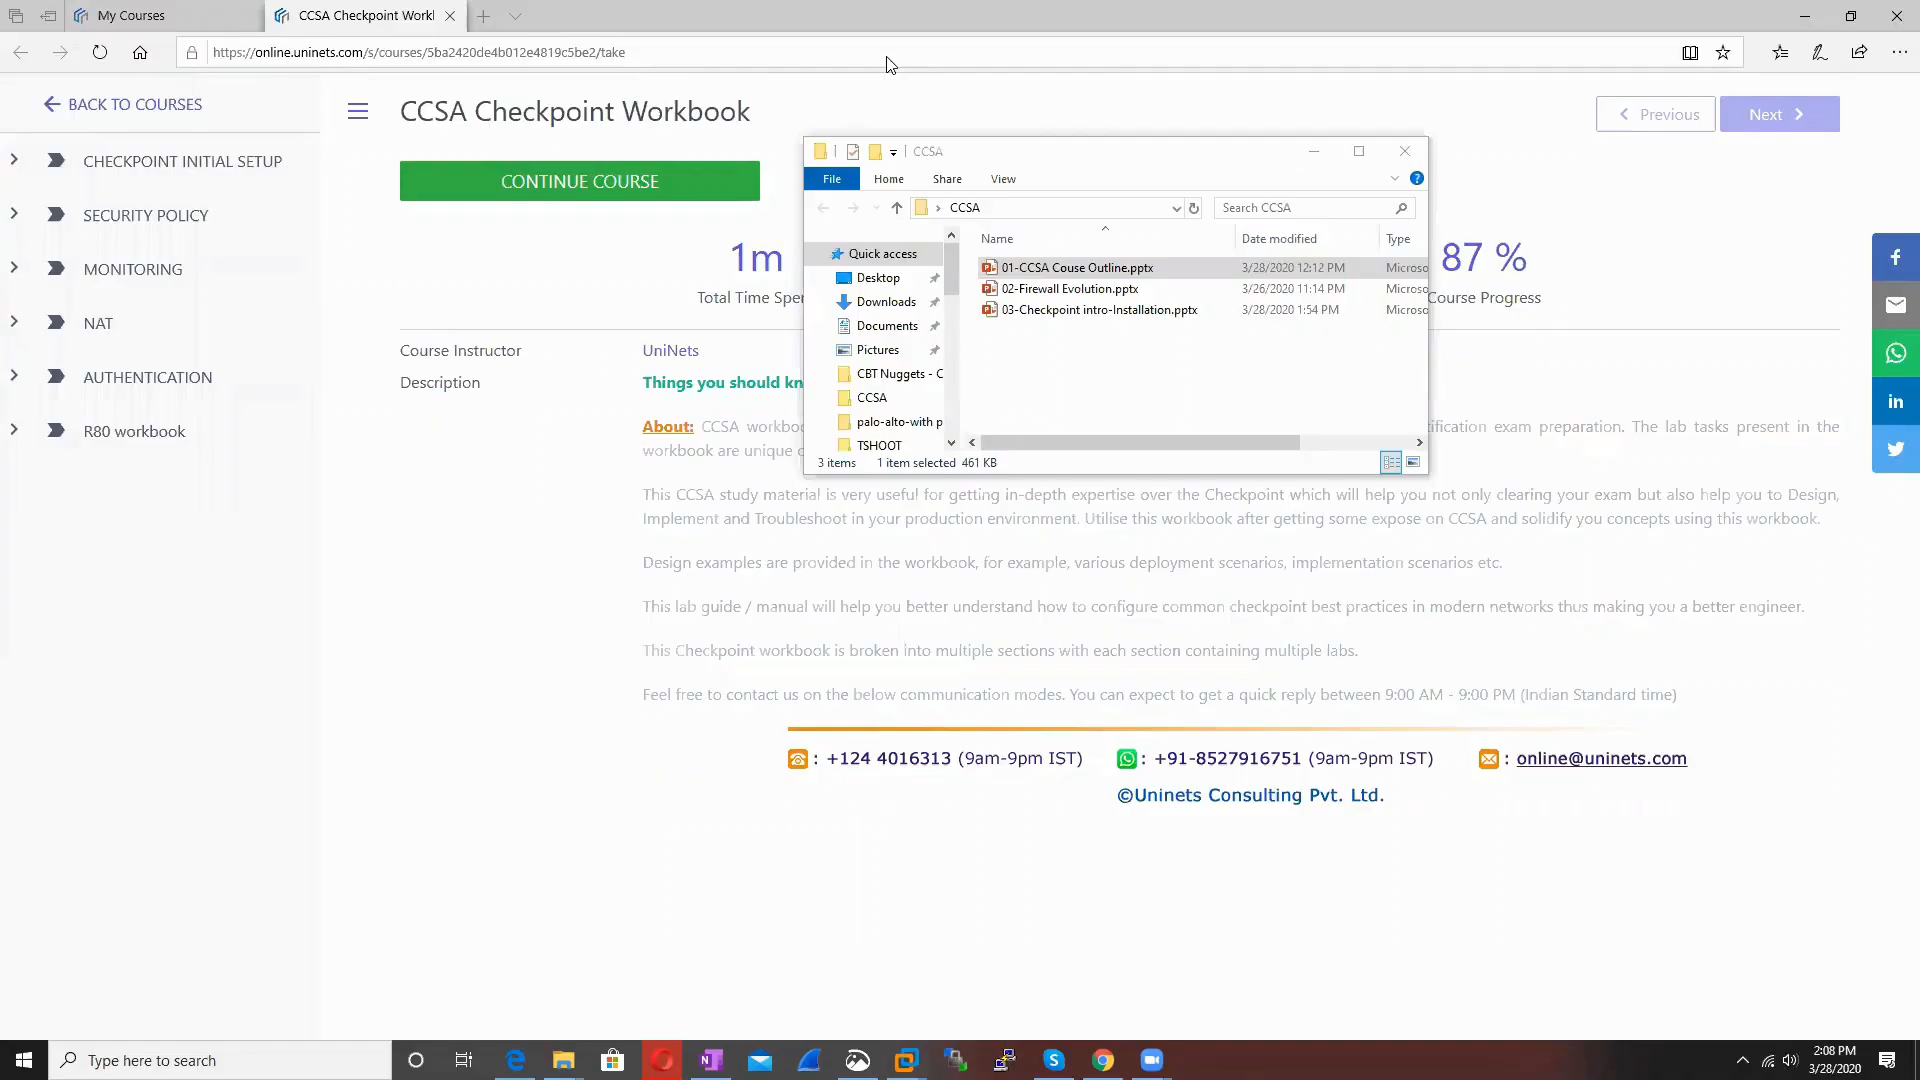 My Courses
CCSA Checkpoint Workl
https://online.uninets.com/s/courses/5ba2420de4b012e4819c5be2/take
BACK TO COURSES
CHECKPOINT INITIAL SETUP
SECURITY POLICY
MONITORING
NAT
AUTHENTICATION
R80 workbook
CCSA Checkpoint Workbook
Previous
Next
CONTINUE COURSE
1m
Total Time Spen
87 %
Course Progress
Course Instructor
UniNets
Description
Things you should kn
About: CCSA workboo
tification exam preparation. The lab tasks present in the
workbook are unique c
This CCSA study material is very useful for getting in-depth expertise over the Checkpoint which will help you not only clearing your exam but also help you to Design,
Implement and Troubleshoot in your production environment. Utilise this workbook after getting some expose on CCSA and solidify you concepts using this workbook.
Design examples are provided in the workbook, for example, various deployment scenarios, implementation scenarios etc.
This lab guide / manual will help you better understand how to configure common checkpoint best practices in modern networks thus making you a better engineer.
This Checkpoint workbook is broken into multiple sections with each section containing multiple labs.
Feel free to contact us on the below communication modes. You can expect to get a quick reply between 9:00 AM - 9:00 PM (Indian Standard time)
: +124 4016313 (9am-9pm IST)
: +91-8527916751 (9am-9pm IST)
: online@uninets.com
©Uninets Consulting Pvt. Ltd.
CCSA
File
Home
Share
View
CCSA
Search CCSA
Quick access
Desktop
Downloads
Documents
Pictures
CBT Nuggets - C
CCSA
palo-alto-with p
TSHOOT
Name
Date modified
Type
01-CCSA Couse Outline.pptx
3/28/2020 12:12 PM
Microso
02-Firewall Evolution.pptx
3/26/2020 11:14 PM
Microso
03-Checkpoint intro-Installation.pptx
3/28/2020 1:54 PM
Microso
3 items
1 item selected 461 KB
Type here to search
2:08 PM
3/28/2020